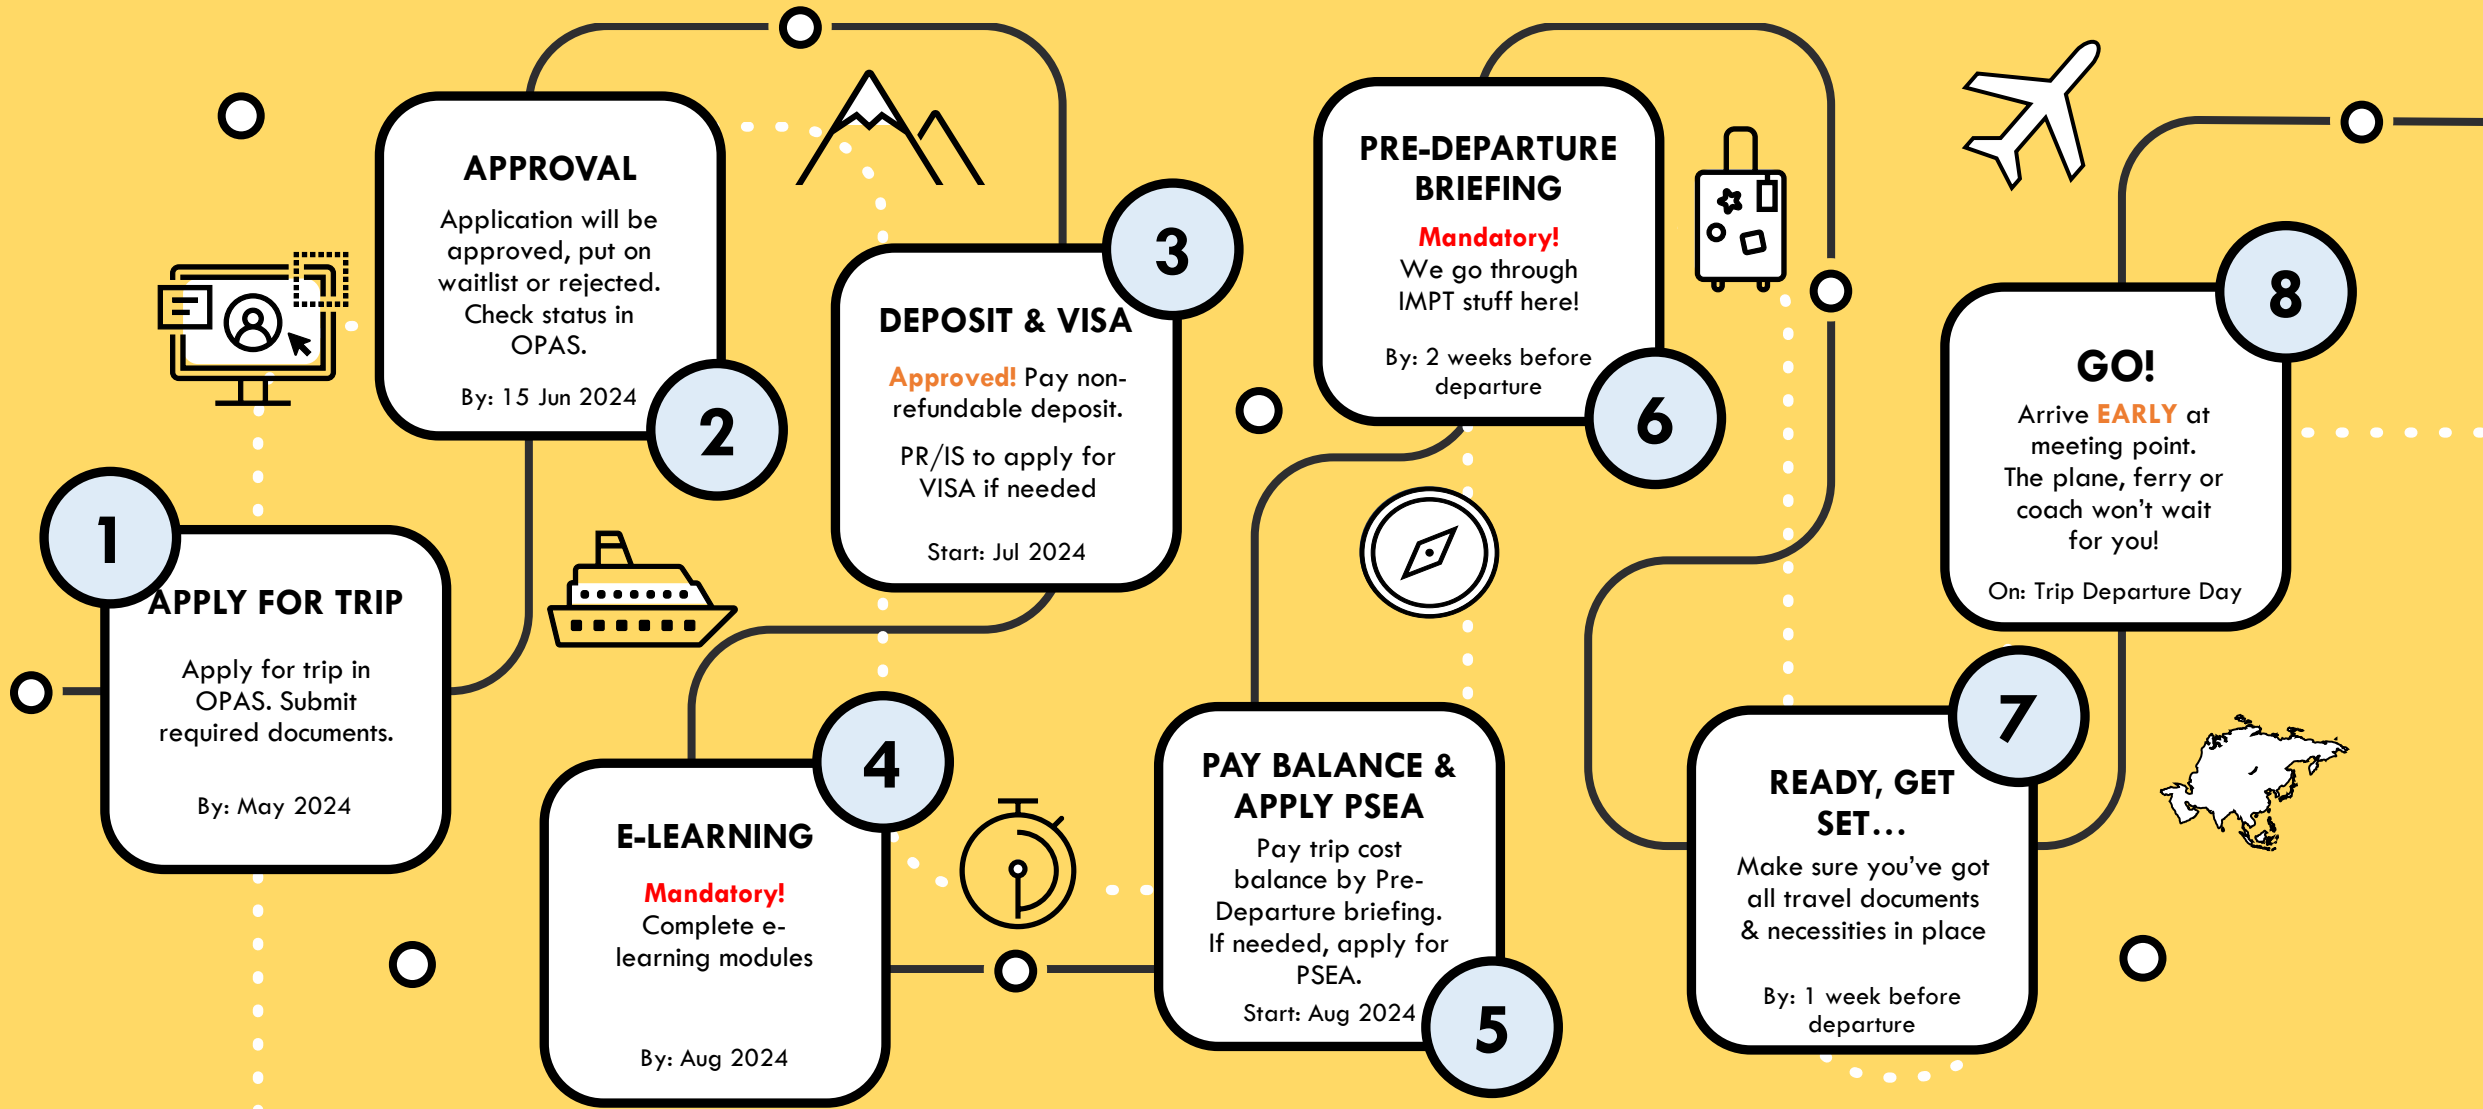 1
APPLY FOR TRIP
Apply for trip in
OPAS. Submit
required documents.
By: May 2024
APPROVAL
Application will be
approved, put on
waitlist or rejected.
Check status in
OPAS.
By: 15 Jun 2024
2
3
DEPOSIT & VISA
Approved! Pay non-
refundable deposit.
PR/IS to apply for
VISA if needed
Start: Jul 2024
4
E-LEARNING
Mandatory!
Complete e-
learning modules
By: Aug 2024
PAY BALANCE &
APPLY PSEA
Pay trip cost
balance by Pre-
Departure briefing.
If needed, apply for
PSEA.
Start: Aug 2024
5
PRE-DEPARTURE
BRIEFING
Mandatory!
We go through
IMPT stuff here!
By: 2 weeks before
departure
6
7
READY, GET
SET...
Make sure you've got
all travel documents
& necessities in place
By: 1 week before
departure
8
GO!
Arrive EARLY at
meeting point.
The plane, ferry or
coach won't wait
for you!
On: Trip Departure Day